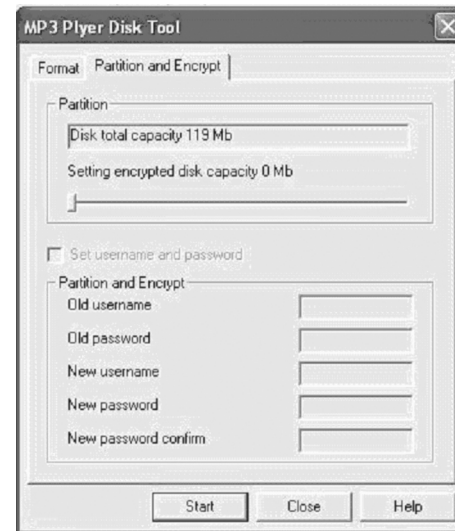 MP3 Plyer Disk Tool
Format Partition and Encrypt
Partition
Disk total capacity 119 Mb
Setting encrypted disk capacity 0 Mb
Set username and password
Partition and Encrypt
Old username
Old password
New username
New password
New password confirm
Start Close Help